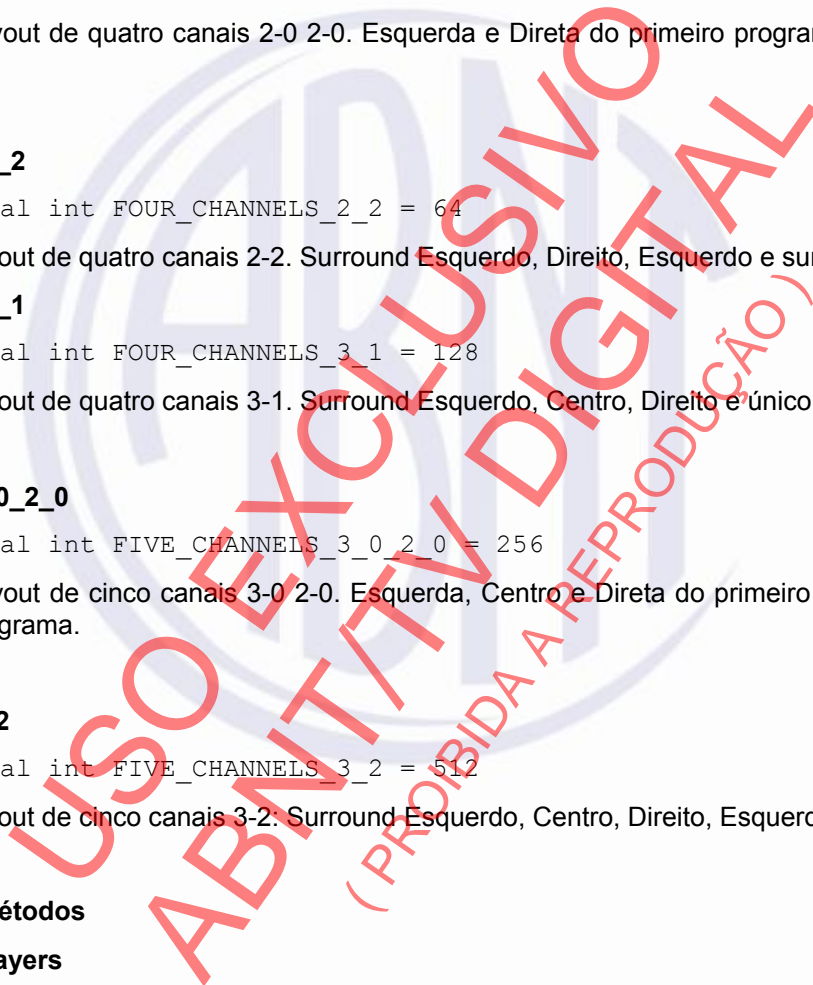 yout de quatro canais 2-0 2-0. Esquerda e Direta do primeiro progra
_2
al int FOUR_CHANNELS_2_2 = 64
out de quatro canais 2-2. Surround Esquerdo, Direito, Esquerdo e sur
_1
al int FOUR_CHANNELS_3_1 = 128
out de quatro canais 3-1. Surround Esquerdo, Centro, Direito e único
0_2_0
al int FIVE_CHANNELS_3_0_2_0 = 256
yout de cinco canais 3-0 2-0. Esquerda, Centro e Direta do primeiro
grama.
2
al int FIVE_CHANNELS_3_2 = 512
out de cinco canais 3-2: Surround Esquerdo, Centro, Direito, Esquerd
étodos
ayers
USO EXCLUSIVO
ABNT/TV DIGITAL
( PROIBIDA A REPRODUÇÃO )
ABNT